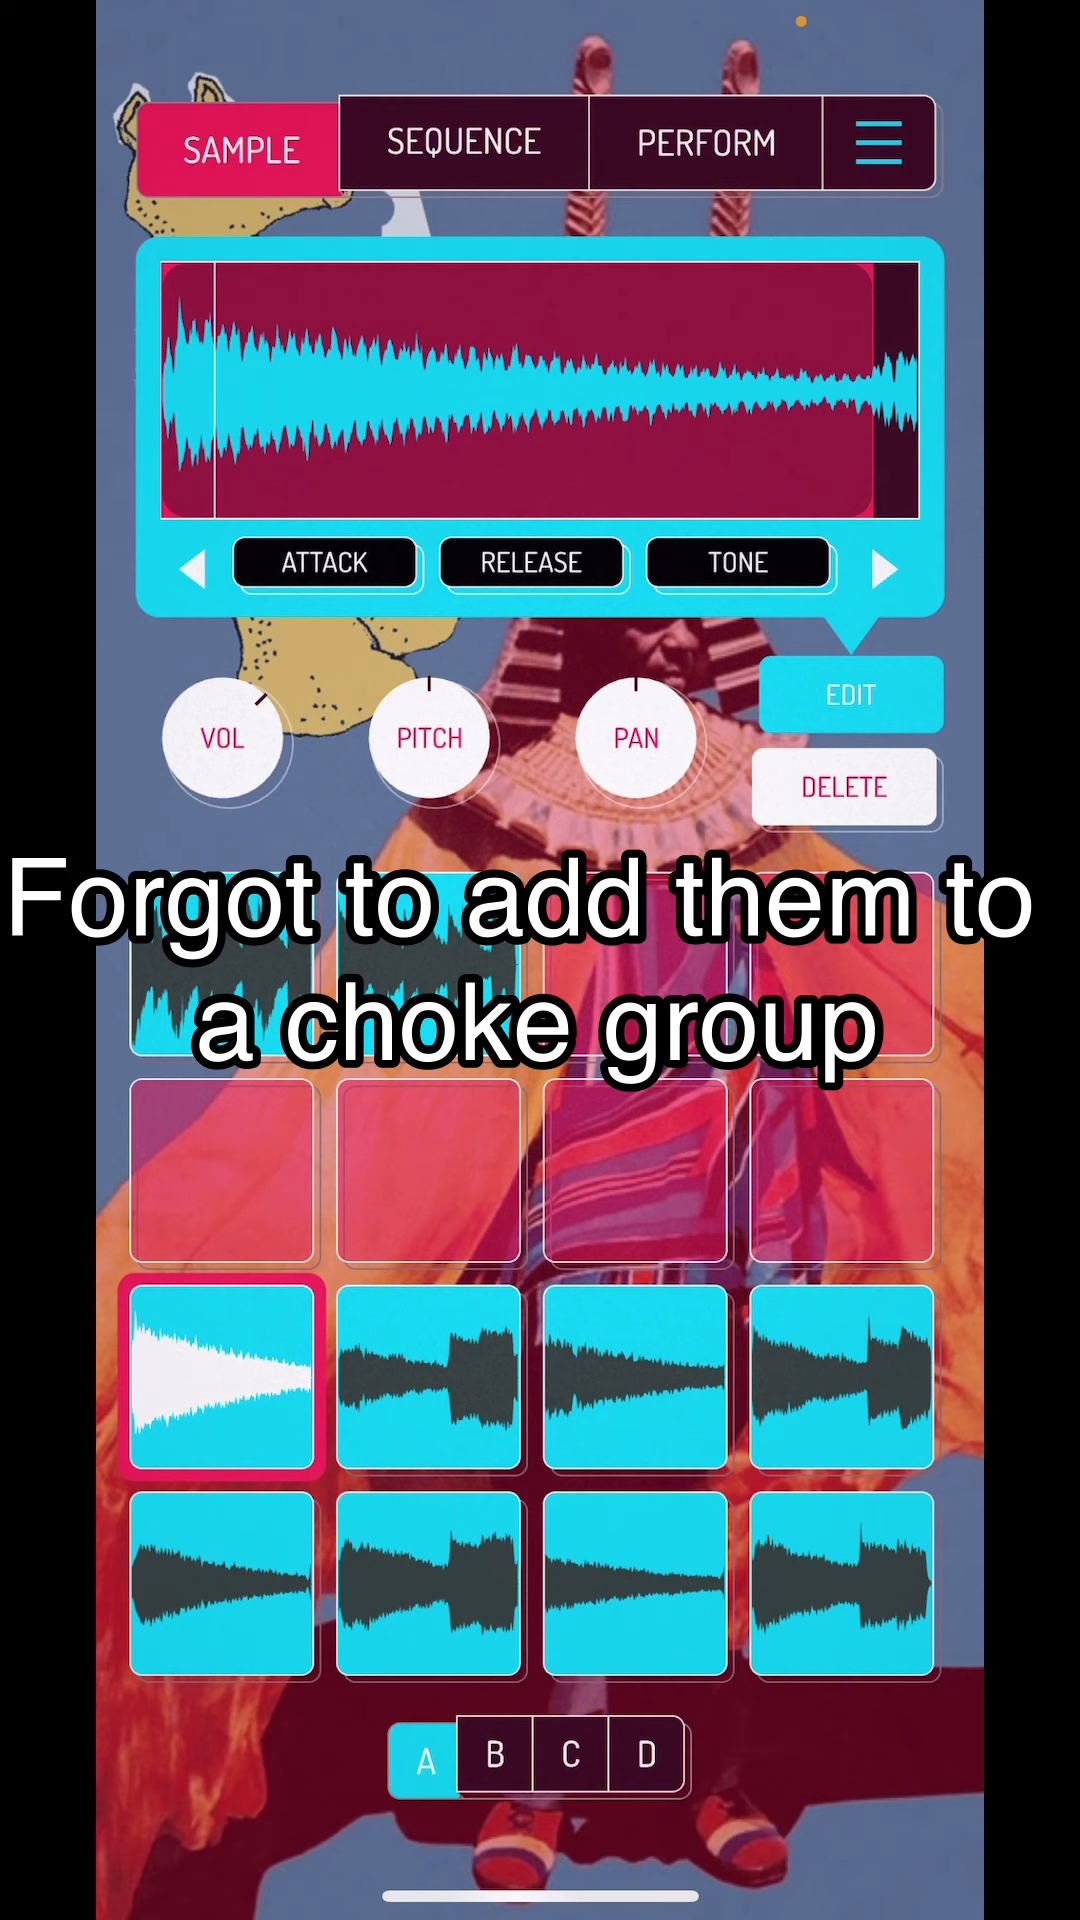 SAMPLE SEQUENCE PERFORM
ATTACK RELEASE TONE
VOL PITCH PAN EDIT
DELETE
Forgot to add them to
a choke group
A B C D